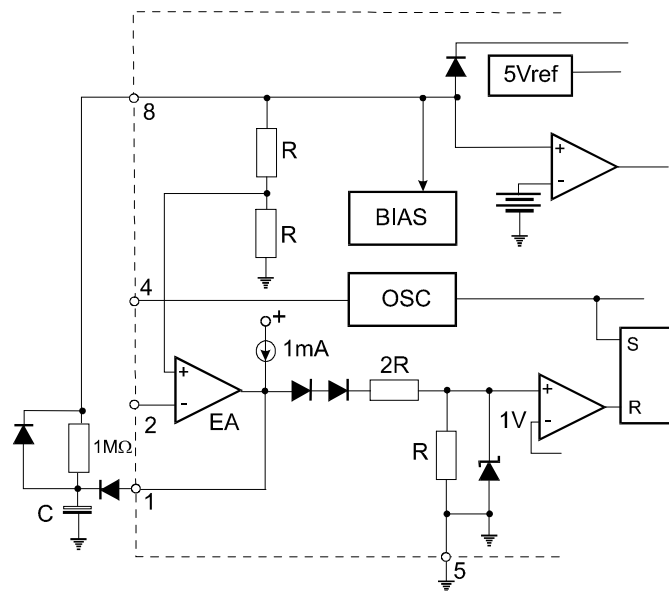 5Vref
8
R
+
-
R
BIAS
4
OSC
+
1mA
S
+
2R
+
-
2
EA
1V
-
R
1MΩ
R
1
C
5